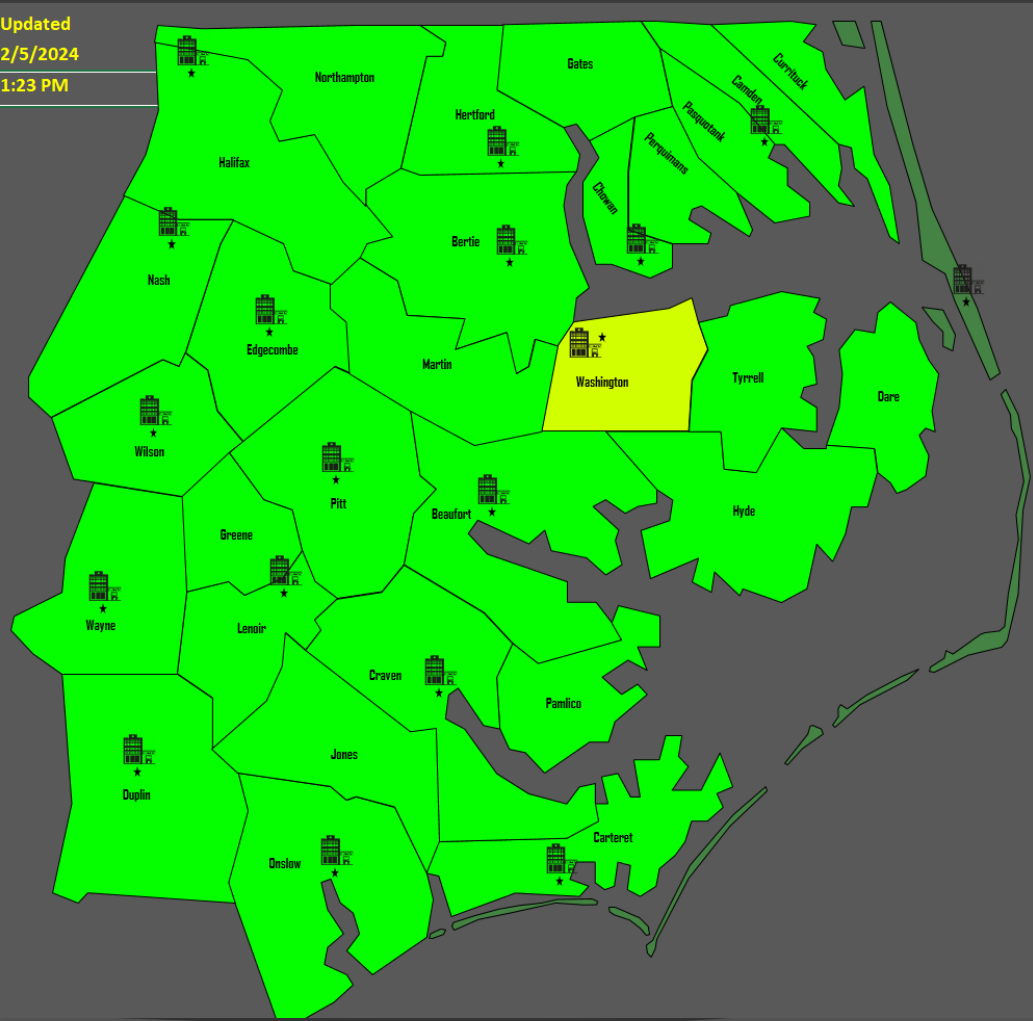 Updated
2/5/2024
1:23 PM
Northampton
Gates
Currituck
Camden
Pasquotank
Hertford
Perquimans
Halifax
Chowan
Bertie
Nash
Edgecombe
Martin
Washington
Tyrrell
Dare
Wilson
Pitt
Beaufort
Hyde
Greene
Wayne
Lenoir
Craven
Pamlico
Jones
Duplin
Carteret
Onslow